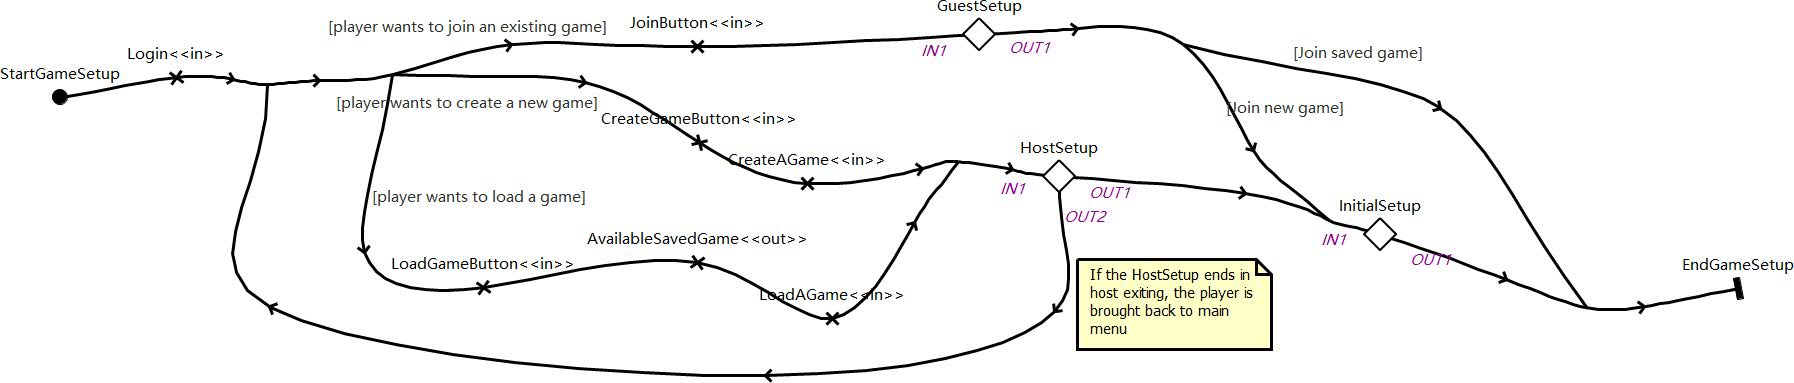 GuestSetup
[player wants to join an existing game]
JoinButton<<in>>
Login<<in>>
IN1
OUT1
[Join saved game]
StartGameSetup
[player wants to create a new game]
[Join new game]
CreateGameButton<<in>>
CreateAGame<<in>>
HostSetup
IN1
OUT1
[player wants to load a game]
OUT2
InitialSetup
AvailableSavedGame<<out>>
IN1
LoadGameButton<<in>>
OUT1
EndGameSetup
LoadAGame<<in>>
If the HostSetup ends in
host exiting, the player is
brought back to main
menu